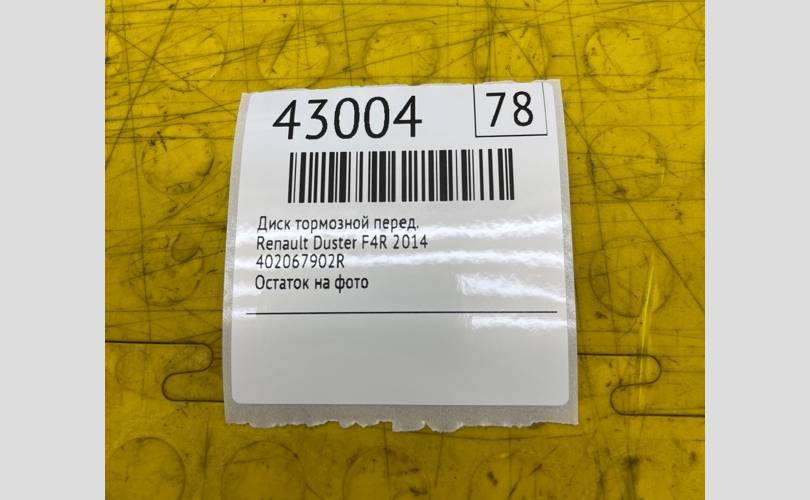 43004 78
Диск тормозной перед.
Renault Duster F4R 2014
402067902R
Остаток на фото